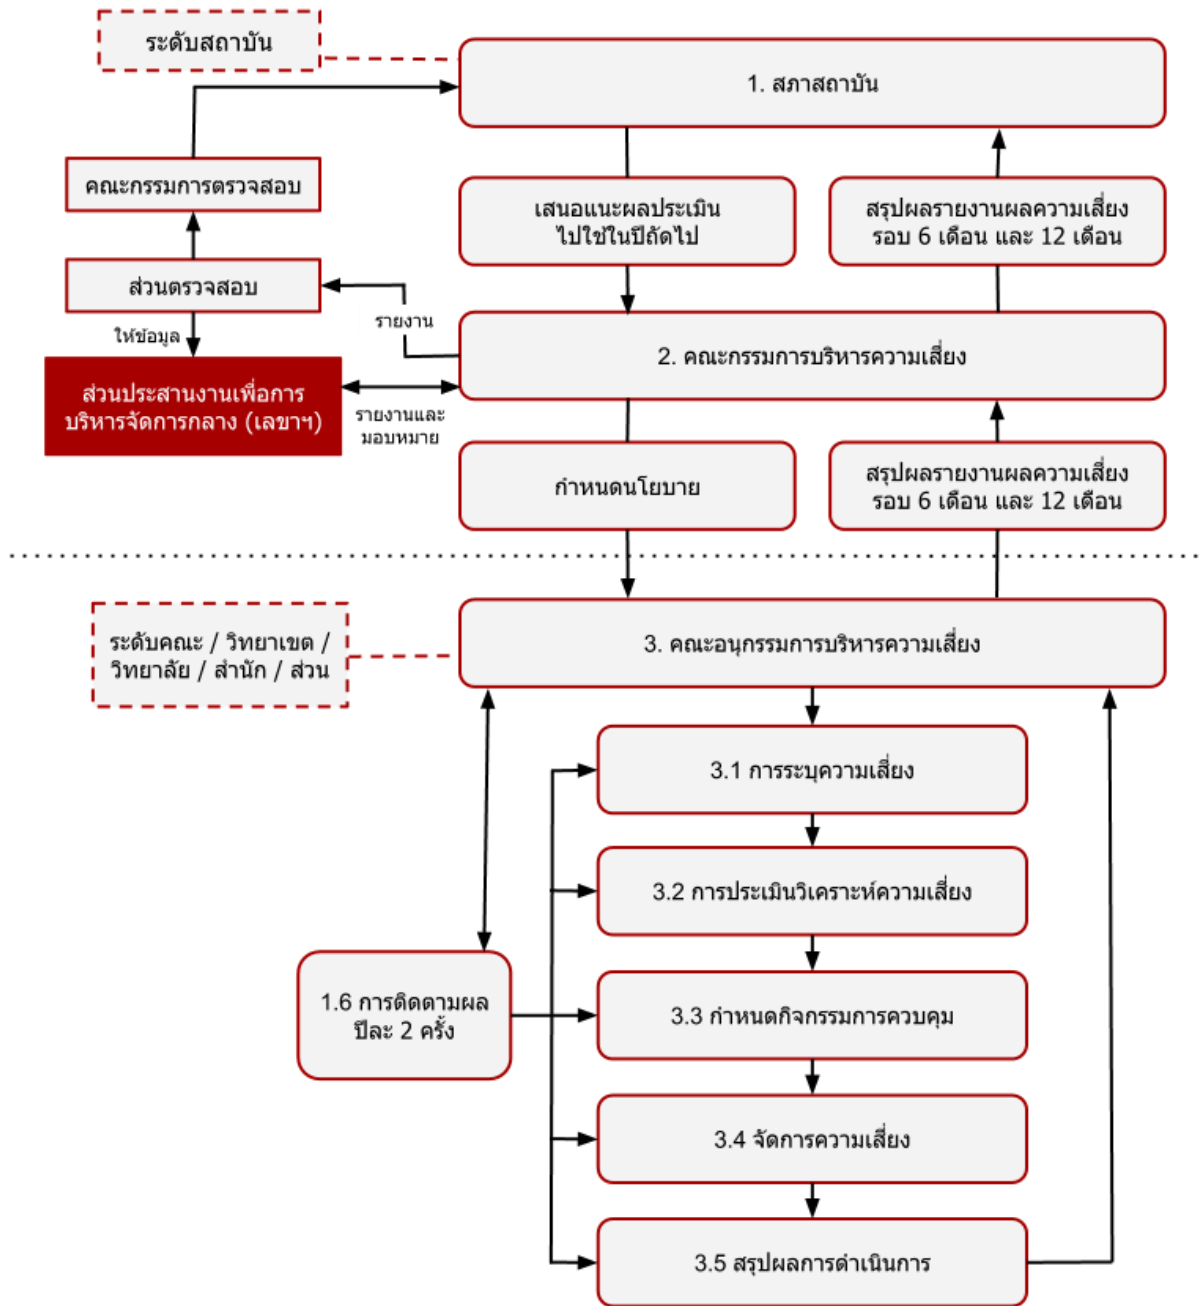 ระดับสถาบัน
1. สภาสถาบัน
คณะกรรมการตรวจสอบ
เสนอแนะผลประเมิน
ไปใช้ในปีถัดไป
สรุปผลรายงานผลความเสี่ยง
รอบ 6 เดือน และ 12 เดือน
ส่วนตรวจสอบ
รายงาน
ให้ข้อมูล
2. คณะกรรมการบริหารความเสี่ยง
ส่วนประสานงานเพื่อการ
บริหารจัดการกลาง (เลขาฯ)
รายงานและ
มอบหมาย
กำหนดนโยบาย
สรุปผลรายงานผลความเสี่ยง
รอบ 6 เดือน และ 12 เดือน
ระดับคณะ / วิทยาเขต /
วิทยาลัย / สำนัก / ส่วน
3. คณะอนุกรรมการบริหารความเสี่ยง
3.1 การระบุความเสี่ยง
3.2 การประเมินวิเคราะห์ความเสี่ยง
1.6 การติดตามผล
ปีละ 2 ครั้ง
3.3 กำหนดกิจกรรมการควบคุม
3.4 จัดการความเสี่ยง
3.5 สรุปผลการดำเนินการ